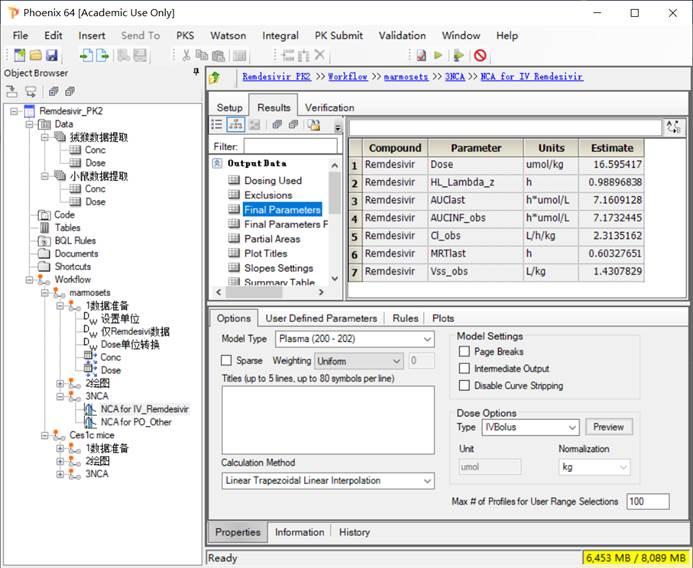 Phoenix 64 [Academic Use Only]
File Edit Insert Send To PKS Watson Integral PK Submit Validation Window Help
Object Browser
Remdesivir_PK2
Data
狨猴数据提取
Conc
Dose
小鼠数据提取
Conc
Dose
Code
Tables
BQL Rules
Documents
Shortcuts
Workflow
marmosets
1数据准备
设置单位
仅Remdesivi数据
Dose单位转换
Conc
Dose
2绘图
3NCA
NCA for IV_Remdesivir
NCA for PO_Other
Ces1c mice
1数据准备
2绘图
3NCA
Remdesivir PK2 >> Workflow >> marmosets >> 3NCA >> NCA for IV Remdesivir
Setup Results Verification
Filter:
Output Data
Dosing Used
Exclusions
Final Parameters
Final Parameters P
Partial Areas
Plot Titles
Slopes Settings
Summary Table
Compound Parameter Units Estimate
1 Remdesivir Dose umol/kg 16.595417
2 Remdesivir HL_Lambda_z h 0.98896838
3 Remdesivir AUClast h*umol/L 7.1609128
4 Remdesivir AUCINF_obs h*umol/L 7.1732445
5 Remdesivir Cl_obs L/h/kg 2.3135162
6 Remdesivir MRTlast h 0.60327651
7 Remdesivir Vss_obs L/kg 1.4307829
Options User Defined Parameters Rules Plots
Model Type Plasma (200 - 202)
Sparse Weighting Uniform 0
Titles (up to 5 lines, up to 80 symbols per line)
Calculation Method
Linear Trapezoidal Linear Interpolation
Model Settings
Page Breaks
Intermediate Output
Disable Curve Stripping
Dose Options
Type IVBolus Preview
Unit Normalization
umol kg
Max # of Profiles for User Range Selections 100
Properties Information History
Ready 6,453 MB / 8,089 MB